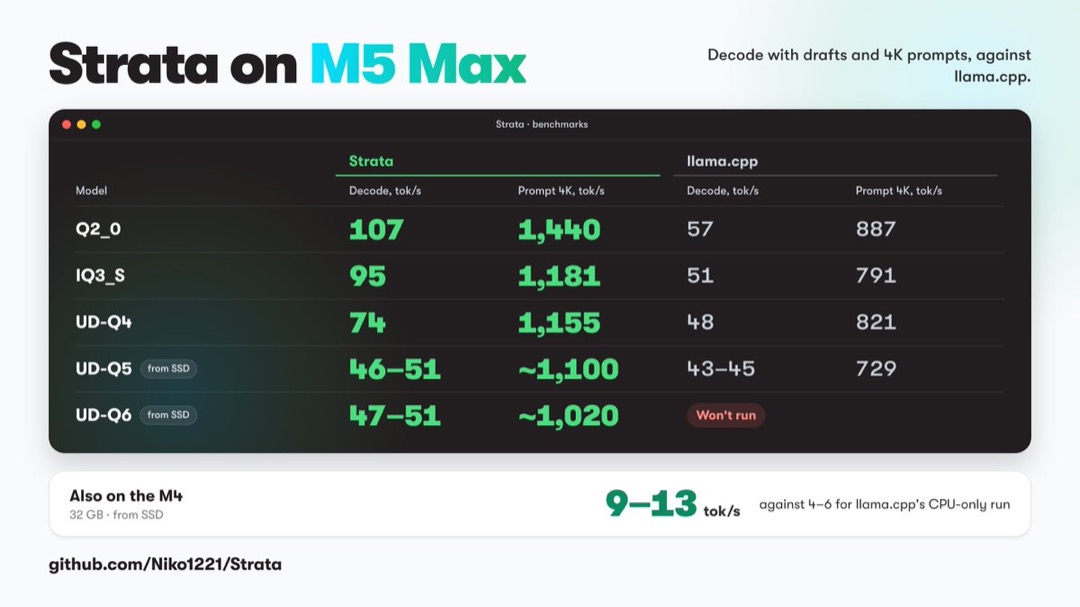 Strata on M5 Max
Decode with drafts and 4K prompts, against
llama.cpp.
Strata · benchmarks
Strata llama.cpp
Model Decode, tok/s Prompt 4K, tok/s Decode, tok/s Prompt 4K, tok/s
Q2_0 107 1,440 57 887
IQ3_S 95 1,181 51 791
UD-Q4 74 1,155 48 821
UD-Q5 from SSD 46–51 ~1,100 43–45 729
UD-Q6 from SSD 47–51 ~1,020 Won't run
Also on the M4
32 GB · from SSD
9–13 tok/s against 4–6 for llama.cpp's CPU-only run
github.com/Niko1221/Strata